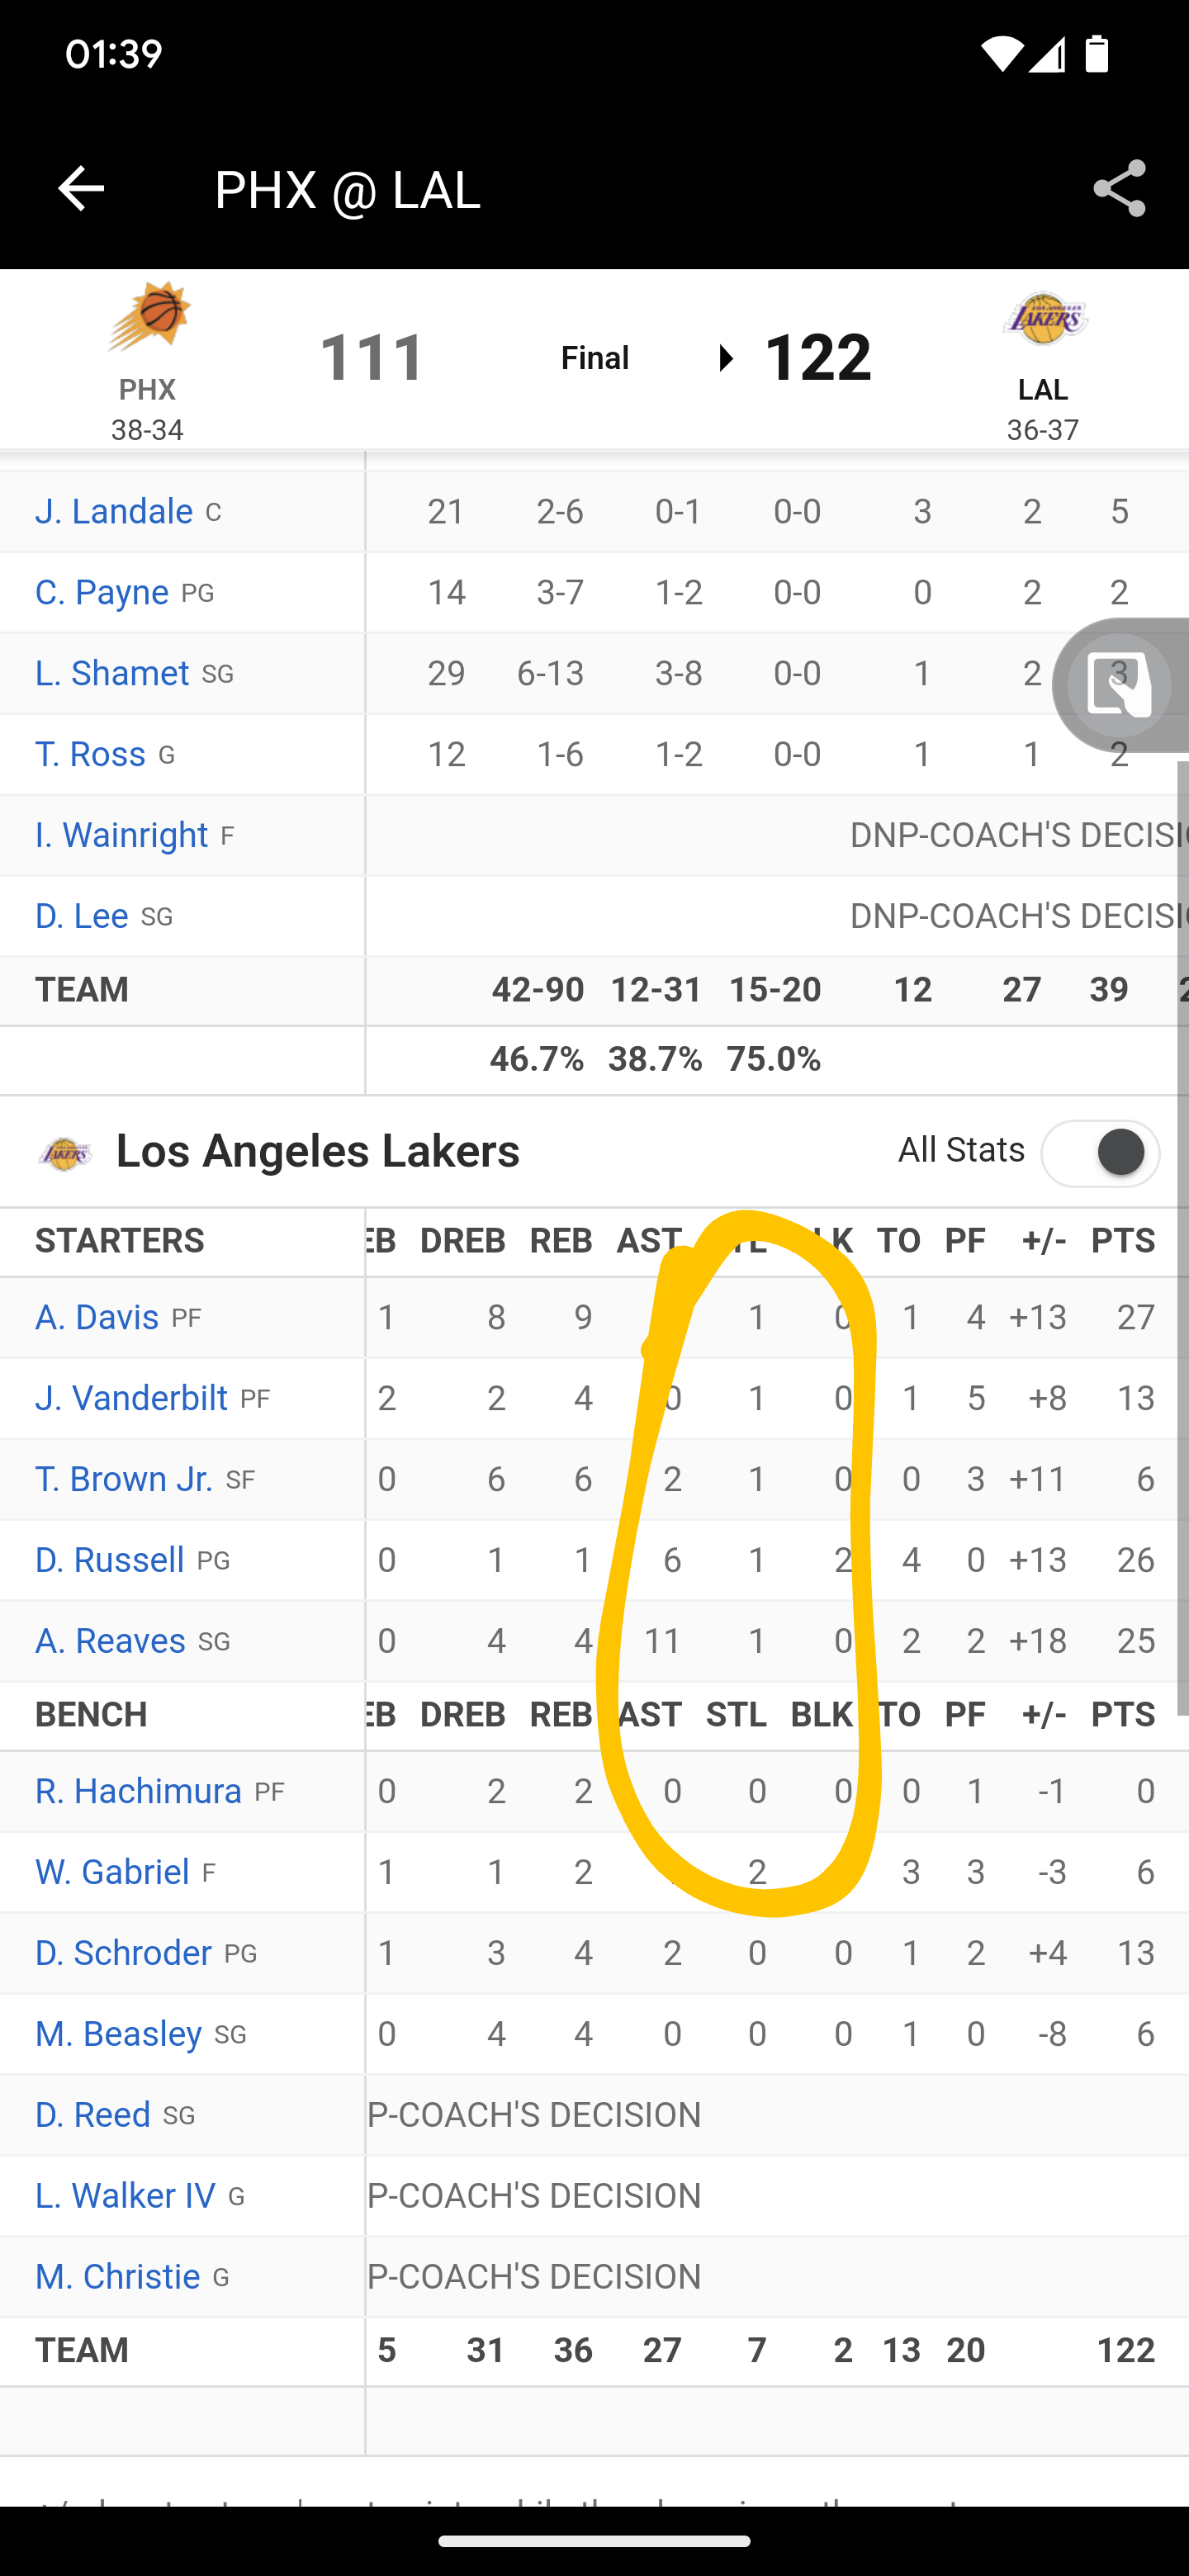 01:39
PHX @ LAL
PHX
38-34
111
Final
122
LAKERS
LAL
36-37
J. Landale C 21 2-6 0-1 0-0 3 2 5
C. Payne PG 14 3-7 1-2 0-0 0 2 2
L. Shamet SG 29 6-13 3-8 0-0 1 2 3
T. Ross G 12 1-6 1-2 0-0 1 1 2
I. Wainright F DNP-COACH'S
D. Lee SG DNP-COACH'S
TEAM 42-90 12-31 15-20 12 27 39
46.7% 38.7% 75.0%
LAKERS Los Angeles Lakers All Stats
STARTERS EB DREB REB AST TO PF +/- PTS
A. Davis PF 1 8 9 1 0 1 4 +13 27
J. Vanderbilt PF 2 2 4 0 1 0 1 5 +8 13
T. Brown Jr. SF 0 6 6 2 1 0 0 3 +11 6
D. Russell PG 0 1 1 6 1 2 4 0 +13 26
A. Reaves SG 0 4 4 11 1 0 2 2 +18 25
BENCH EB DREB REB AST STL BLK TO PF +/- PTS
R. Hachimura PF 0 2 2 0 0 0 0 1 -1 0
W. Gabriel F 1 1 2 2 3 3 -3 6
D. Schroder PG 1 3 4 2 0 0 1 2 +4 13
M. Beasley SG 0 4 4 0 0 0 1 0 -8 6
D. Reed SG P-COACH'S DECISION
L. Walker IV G P-COACH'S DECISION
M. Christie G P-COACH'S DECISION
TEAM 5 31 36 27 7 2 13 20 122